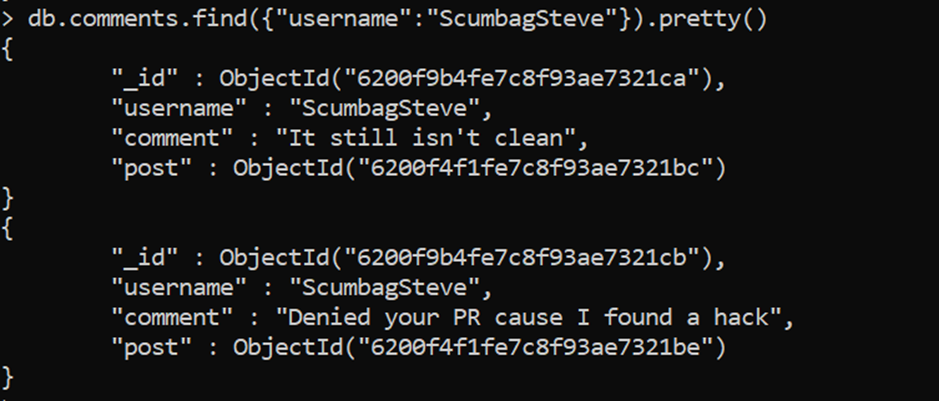 > db.comments.find({"username":"ScumbagSteve"}).pretty()
{
"_id" : ObjectId("6200f9b4fe7c8f93ae7321ca"),
"username" : "ScumbagSteve",
"comment" : "It still isn't clean",
"post" : ObjectId("6200f4f1fe7c8f93ae7321bc")
}
{
"_id" : ObjectId("6200f9b4fe7c8f93ae7321cb"),
"username" : "ScumbagSteve",
"comment" : "Denied your PR cause I found a hack",
"post" : ObjectId("6200f4f1fe7c8f93ae7321be")
}